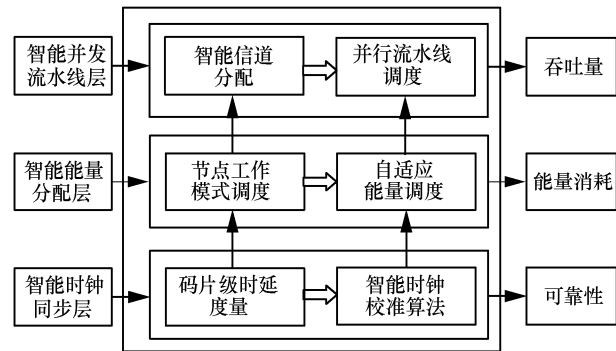 智能并发
流水线层
智能信道
分配
并行流水线
调度
吞吐量
智能能量
分配层
节点工作
模式调度
自适应
能量调度
能量消耗
智能时钟
同步层
码片级时延
度量
智能时钟
校准算法
可靠性